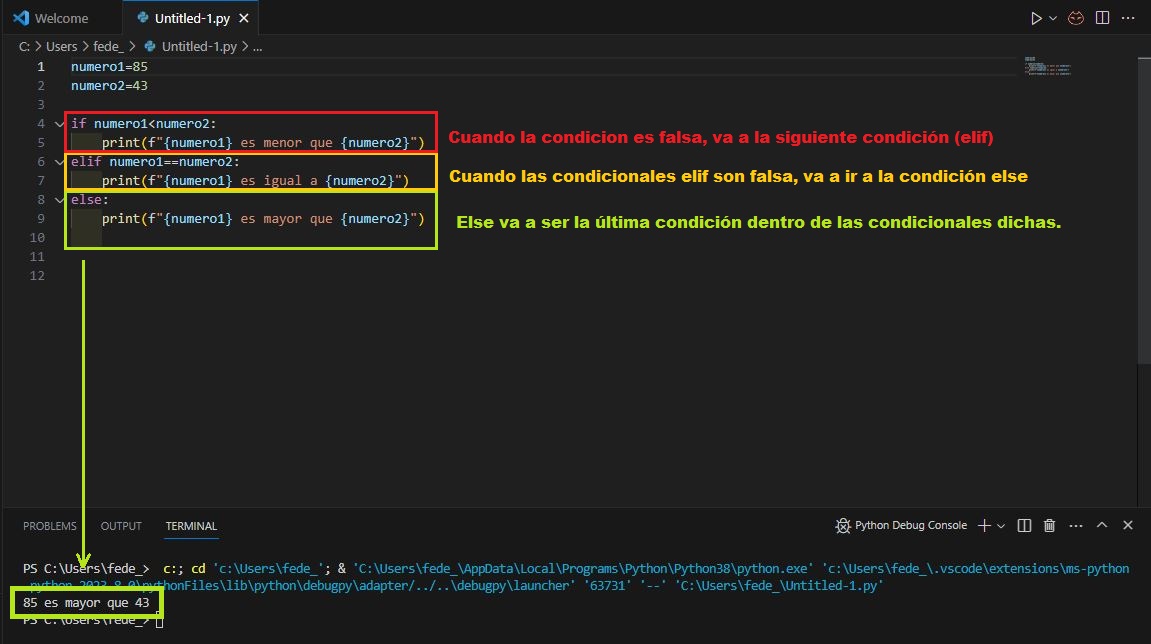 Welcome
Untitled-1.py
C: > Users > fede_ > Untitled-1.py > ...
1 numero1=85
2 numero2=43
3
4 if numero1<numero2:
5 print(f"{numero1} es menor que {numero2}")
6 elif numero1==numero2:
7 print(f"{numero1} es igual a {numero2}")
8 else:
9 print(f"{numero1} es mayor que {numero2}")
10
11
12
Cuando la condicion es falsa, va a la siguiente condición (elif)
Cuando las condicionales elif son falsa, va a ir a la condición else
Else va a ser la última condición dentro de las condicionales dichas.
PROBLEMS OUTPUT TERMINAL
Python Debug Console
PS C:\Users\fede_> c:; cd 'c:\Users\fede_'; & 'C:\Users\fede_\AppData\Local\Programs\Python\Python38\python.exe' 'c:\Users\fede_\.vscode\extensions\ms-python
.python-2023.8.0\pythonFiles\lib\python\debugpy\adapter/../..\debugpy\launcher' '63731' '--' 'C:\Users\fede_\Untitled-1.py'
85 es mayor que 43
PS C:\Users\fede_>